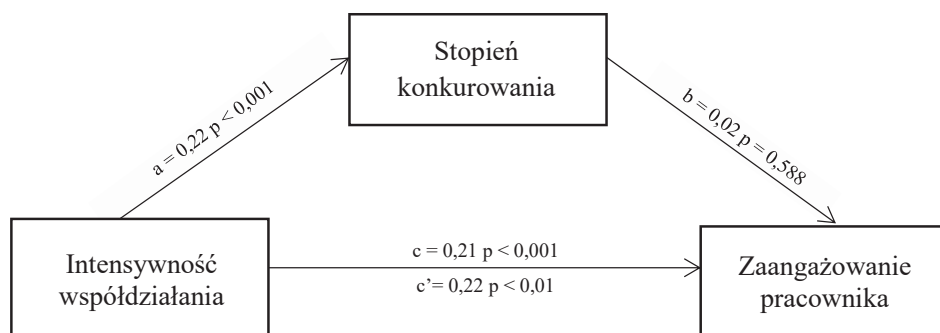 Stopień
konkurowania
a = 0,22 p < 0,001
b = 0,02 p = 0,588
Intensywność
współdziałania
c = 0,21 p < 0,001
c’= 0,22 p < 0,01
Zaangażowanie
pracownika